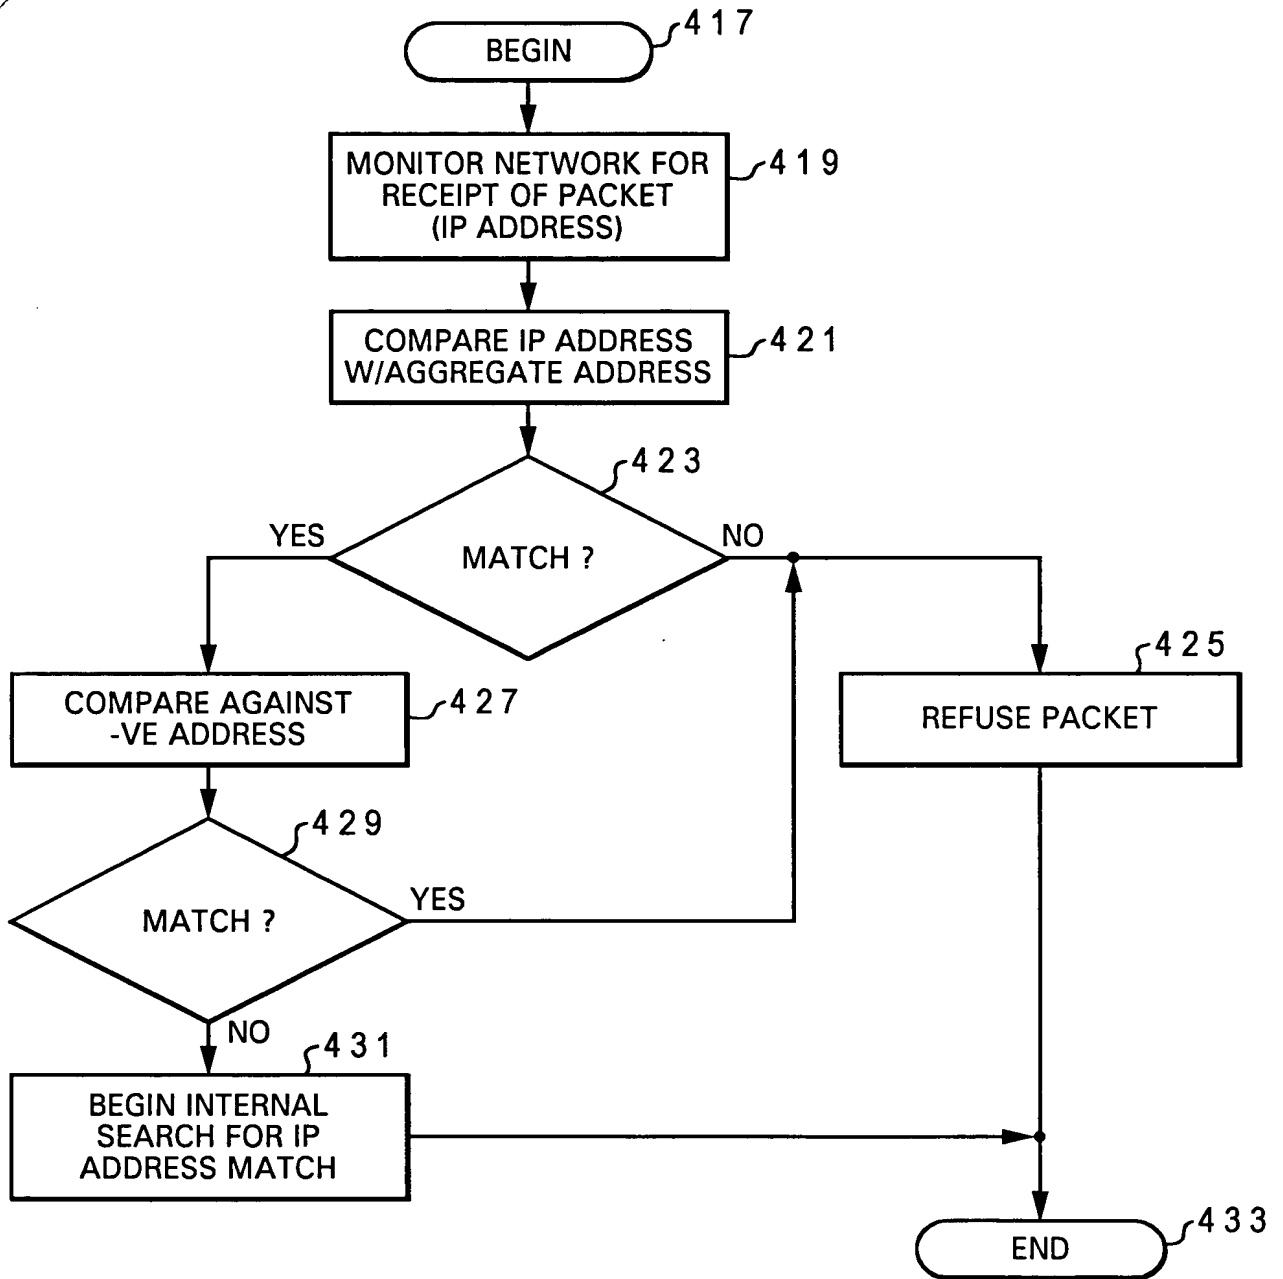 BEGIN
417
MONITOR NETWORK FOR
RECEIPT OF PACKET
(IP ADDRESS)
419
COMPARE IP ADDRESS
W/AGGREGATE ADDRESS
421
423
YES
MATCH ?
NO
425
COMPARE AGAINST
-VE ADDRESS
427
REFUSE PACKET
429
MATCH ?
YES
NO
431
BEGIN INTERNAL
SEARCH FOR IP
ADDRESS MATCH
433
END